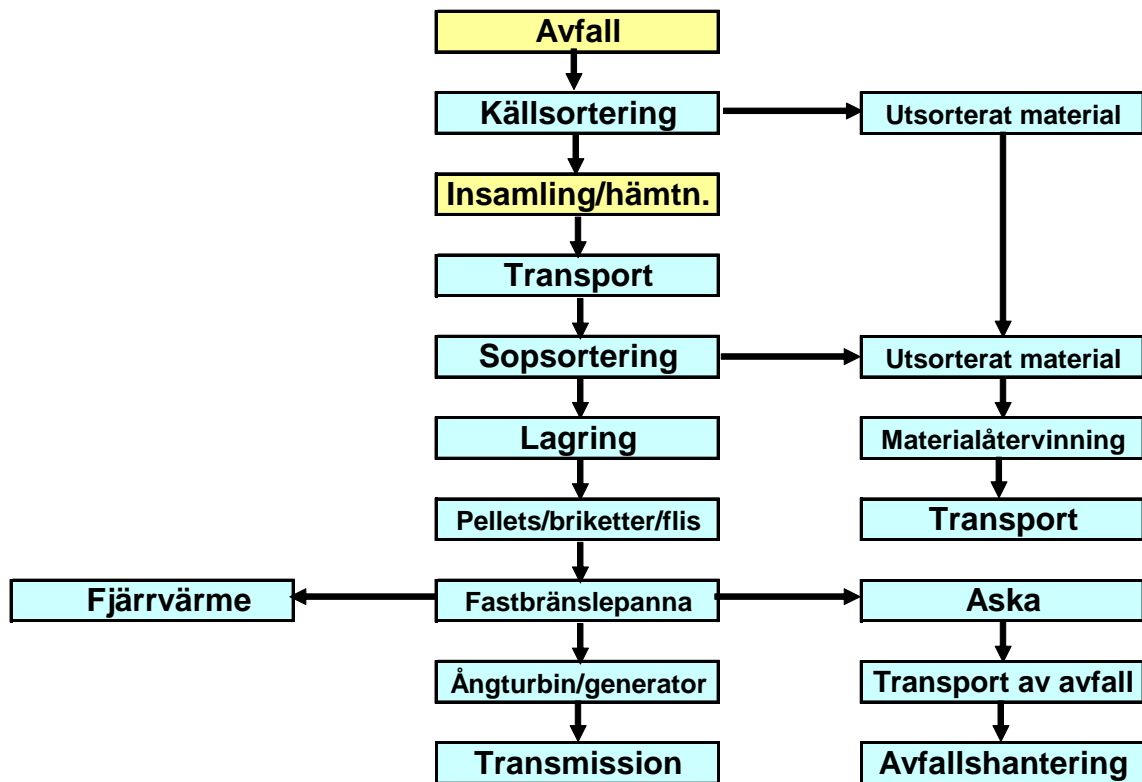 Avfall
Källsortering
Utsorterat material
Insamling/hämtn.
Transport
Sopsortering
Utsorterat material
Lagring
Materialåtervinning
Pellets/briketter/flis
Transport
Fjärrvärme
Fastbränslepanna
Aska
Ångturbin/generator
Transport av avfall
Transmission
Avfallshantering